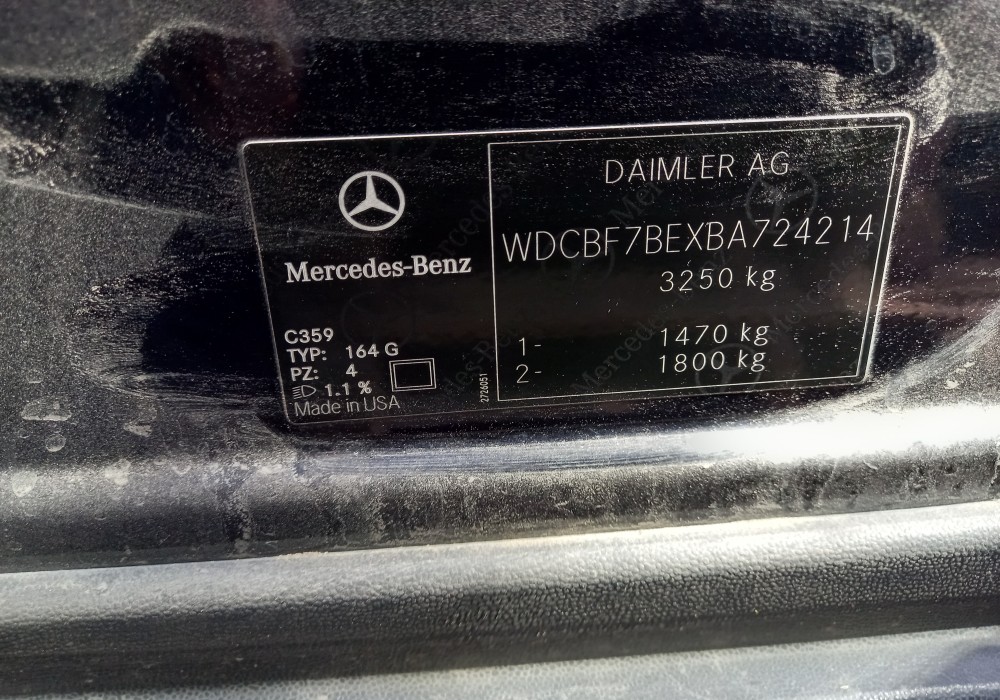 Mercedes-Benz
C359
TYP: 164 G
PZ: 4
1.1 %
Made in USA
2726051
DAIMLER AG
WDCBF7BEXBA724214
3250 kg
1- 1470 kg
2- 1800 kg